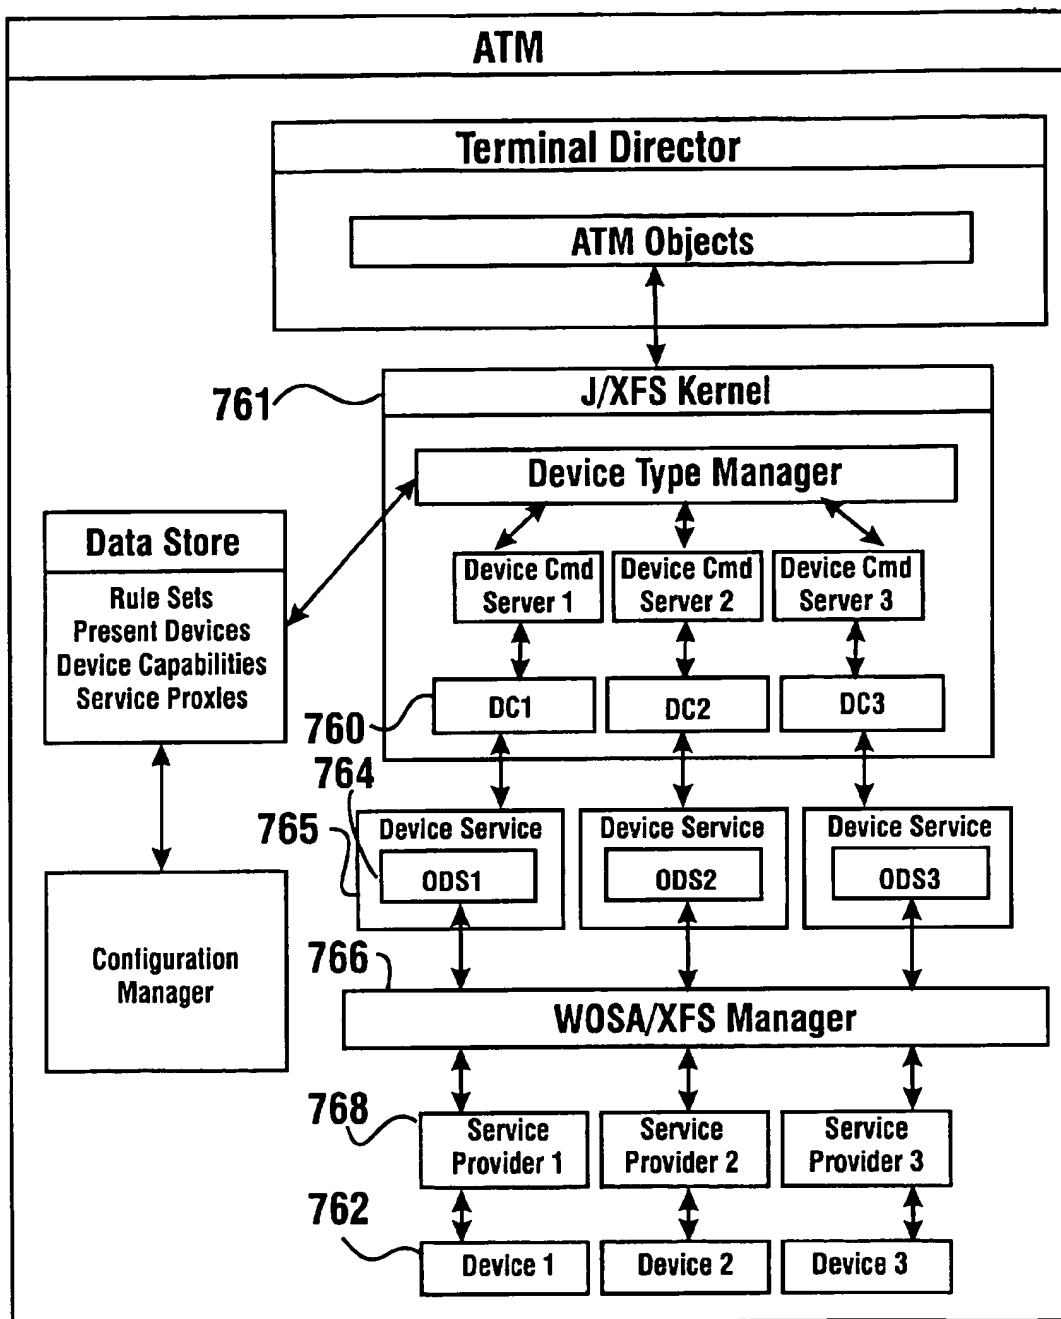 ATM
Terminal Director
ATM Objects
761
J/XFS Kernel
Device Type Manager
Data Store
Rule Sets
Present Devices
Device Capabilities
Service Proxies
Device Cmd
Server 1
Device Cmd
Server 2
Device Cmd
Server 3
760
DC1
DC2
DC3
764
765
Device Service
ODS1
Device Service
ODS2
Device Service
ODS3
Configuration
Manager
766
WOSA/XFS Manager
768
Service
Provider 1
Service
Provider 2
Service
Provider 3
762
Device 1
Device 2
Device 3